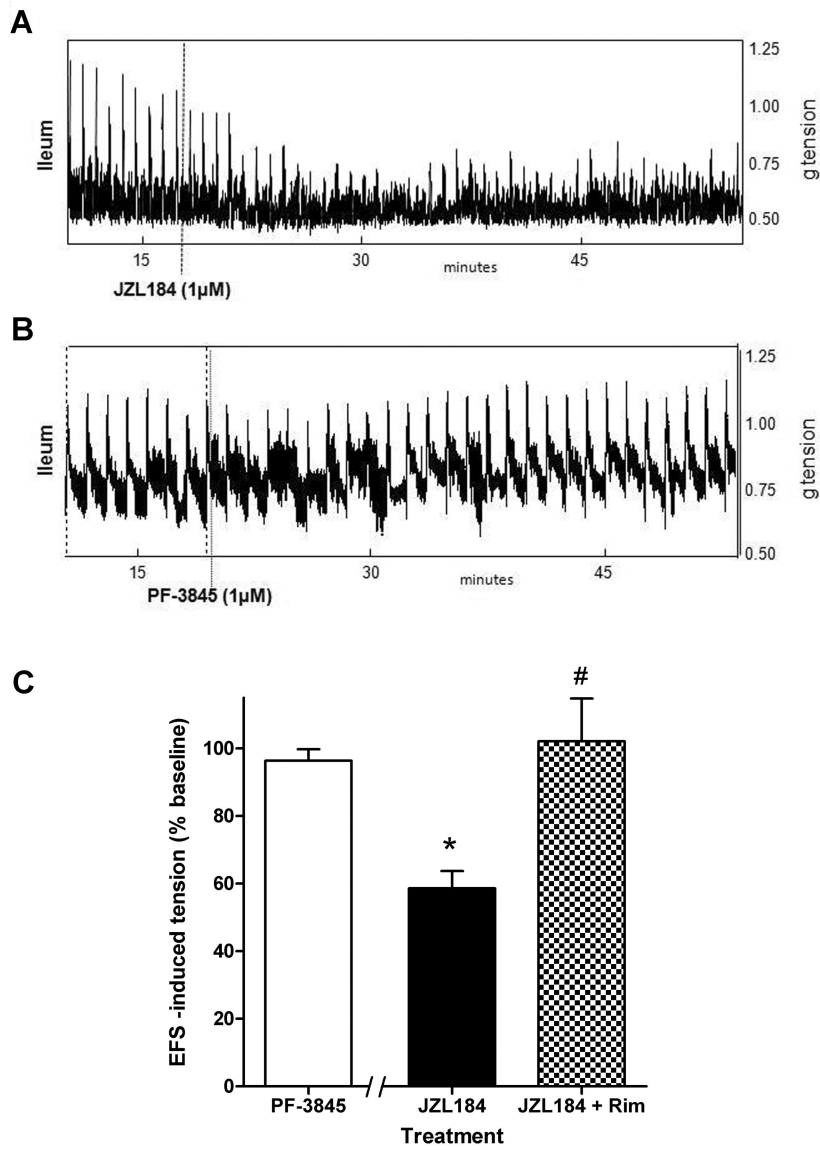 A
Ileum
1.25
1.00
0.75
0.50
g tension
15
30
minutes
45
JZL184 (1µM)
B
Ileum
1.25
1.00
0.75
0.50
g tension
15
30
minutes
45
PF-3845 (1µM)
C
EFS -induced tension (% baseline)
100
80
60
40
20
0
*
#
PF-3845
JZL184
JZL184 + Rim
Treatment